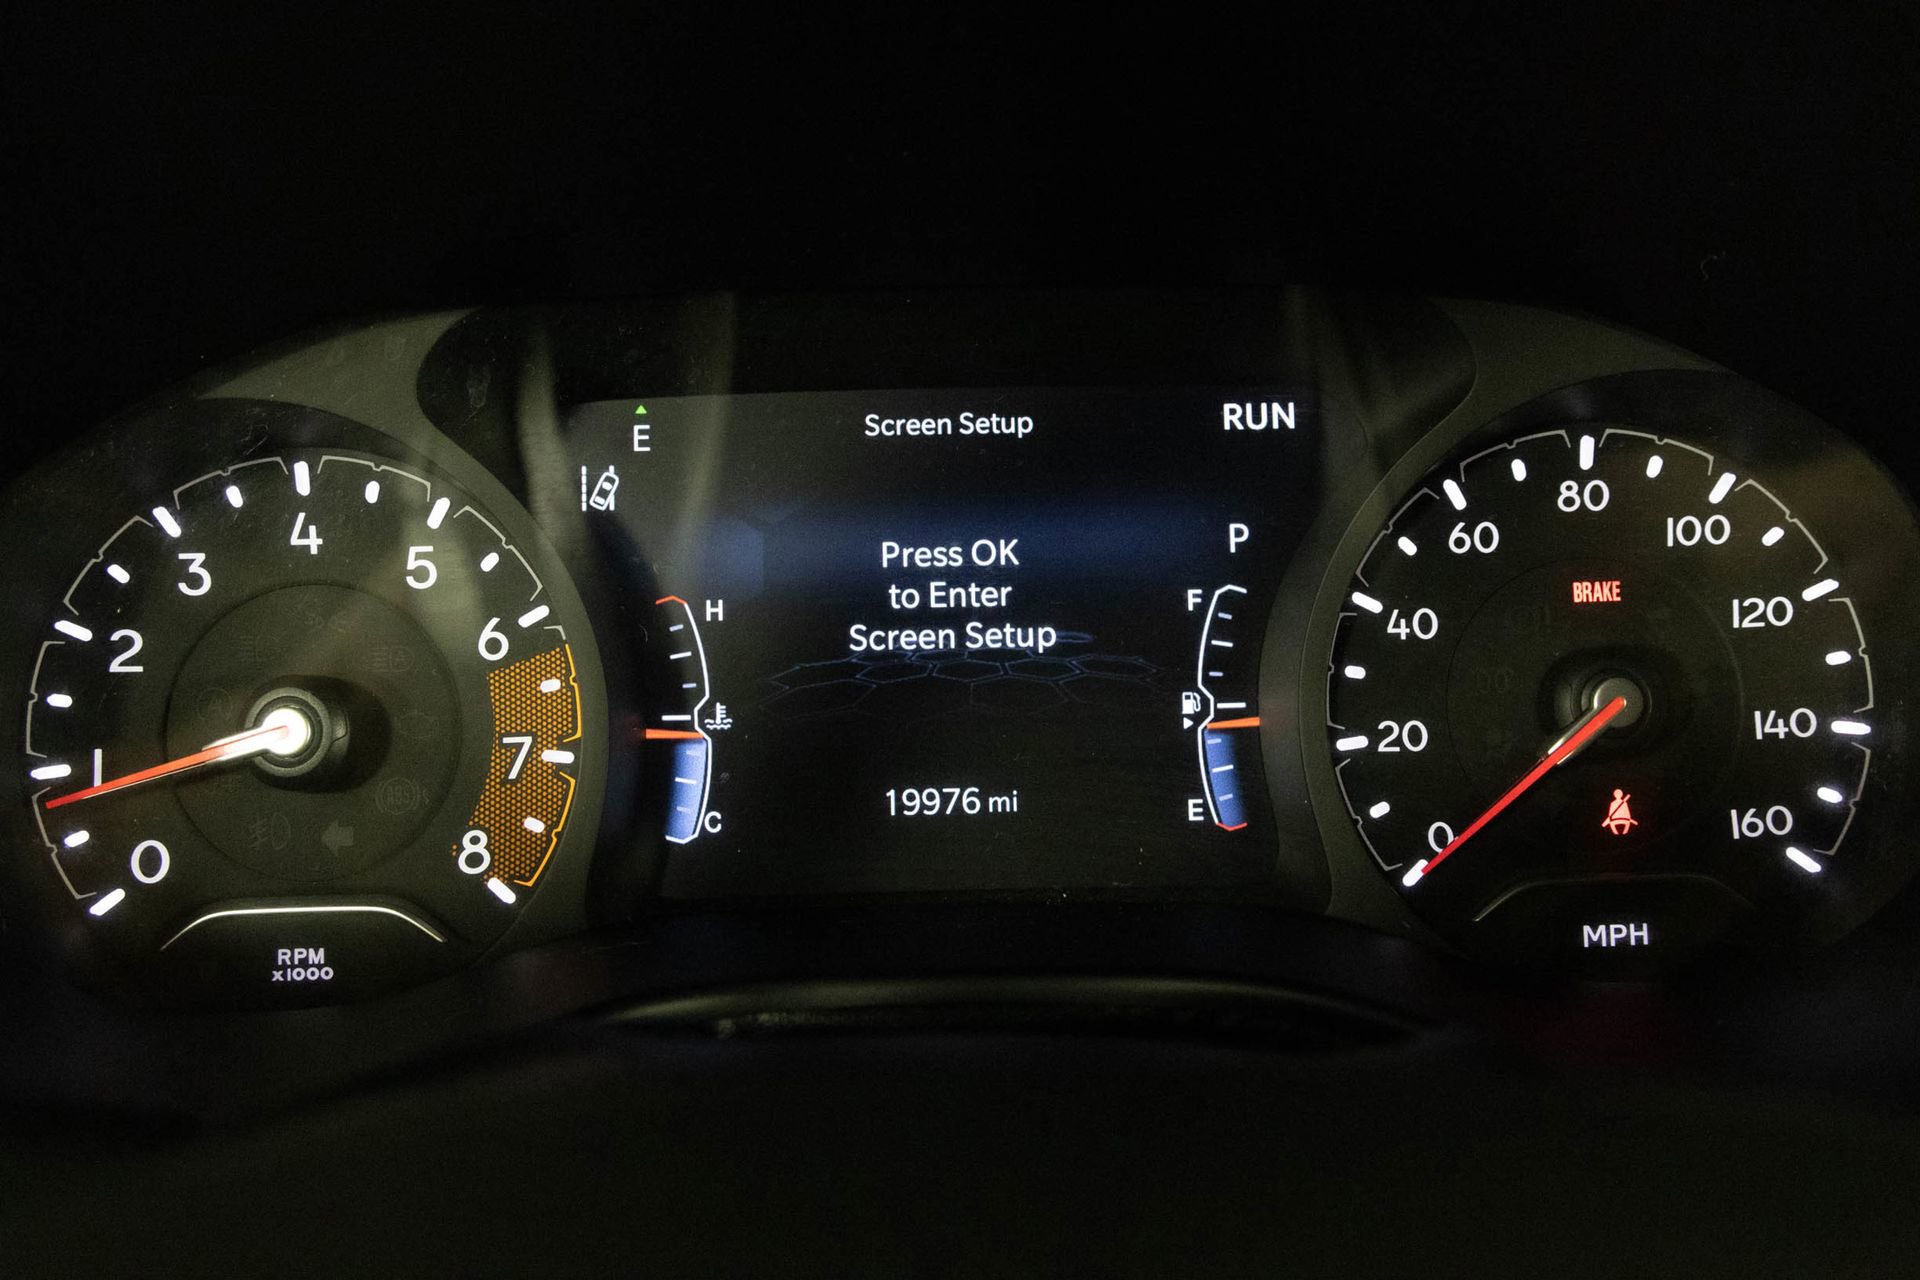 E
Screen Setup
RUN
Press OK
to Enter
Screen Setup
P
H
C
F
E
19976 mi
0
1
2
3
4
5
6
7
8
RPM
x1000
0
20
40
60
80
100
120
140
160
BRAKE
MPH